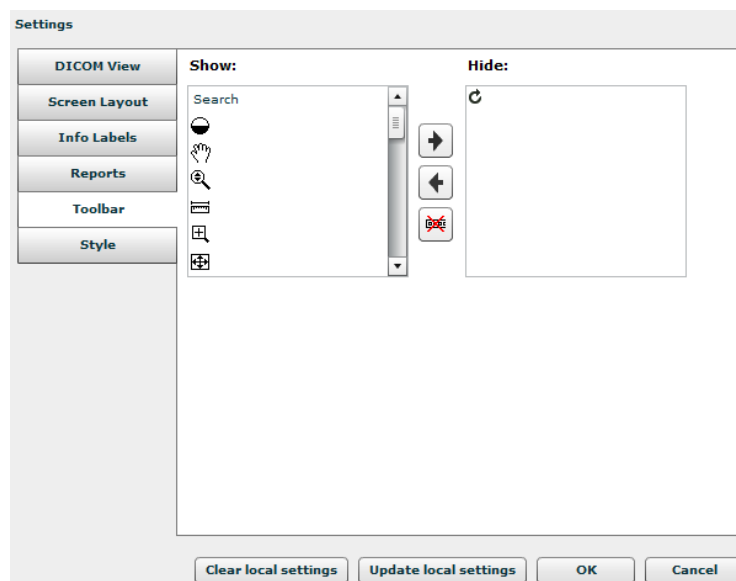 Settings
DICOM View
Screen Layout
Info Labels
Reports
Toolbar
Style
Show:
Hide:
Search
Clear local settings
Update local settings
OK
Cancel